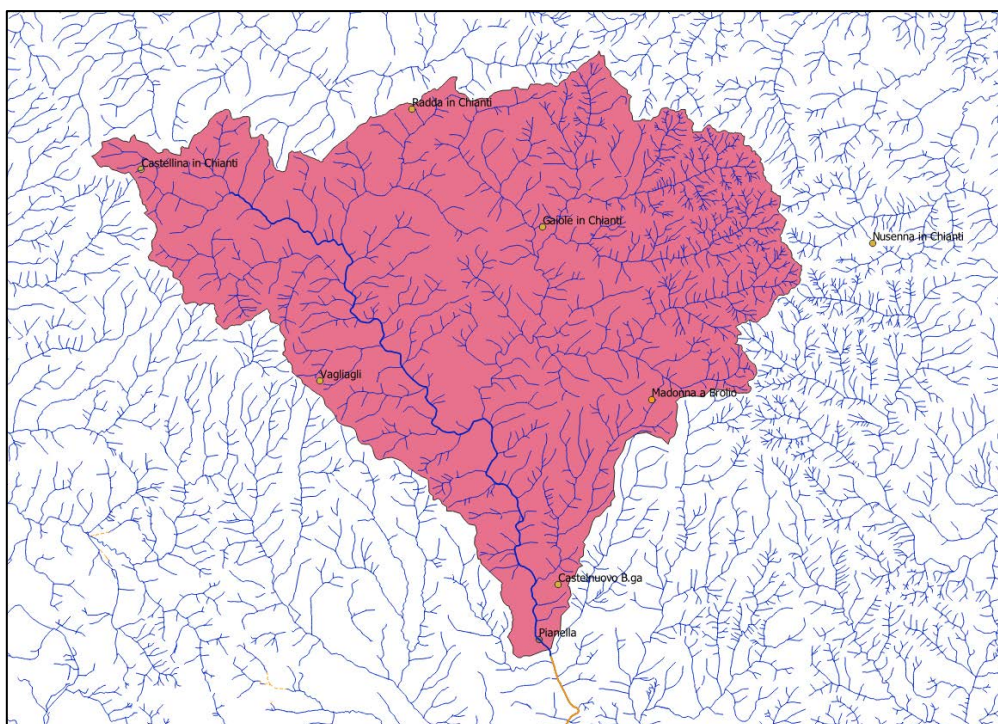 Radda in Chianti
Castellina in Chianti
Gaiole in Chianti
Nusenna in Chianti
Vagliagli
Madonna a Brolio
Castelnuovo B.ga
Pianella